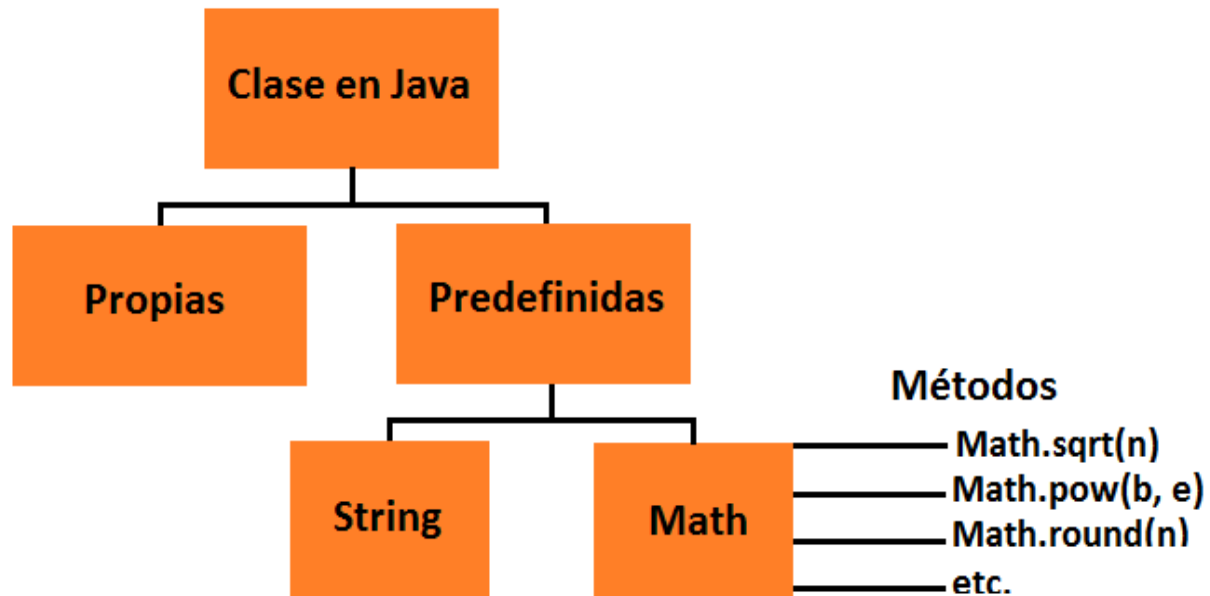 Clase en Java
Propias
Predefinidas
Métodos
String
Math
Math.sqrt(n)
Math.pow(b, e)
Math.round(n)
etc.